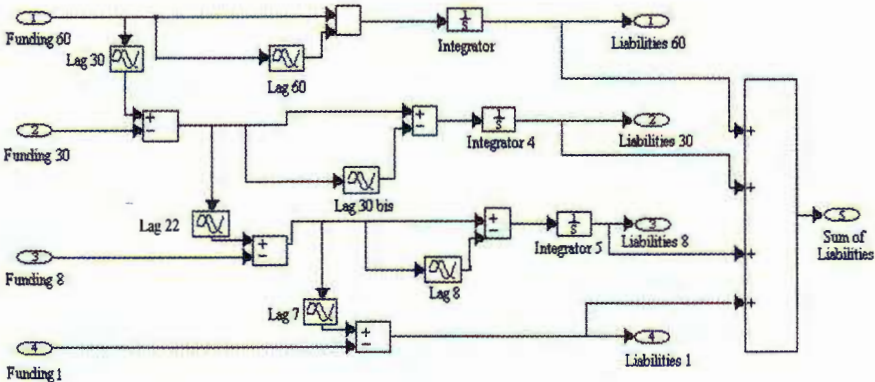 1
Funding 60
Lag 30
Lag 60
1
S
Integrator
1
Liabilities 60
2
Funding 30
+
−
Lag 22
Lag 30 bis
+
−
1
S
Integrator 4
2
Liabilities 30
3
Funding 8
+
−
Lag 7
Lag 8
+
−
1
S
Integrator 5
3
Liabilities 8
4
Funding 1
+
−
4
Liabilities 1
+
+
+
+
5
Sum of
Liabilities